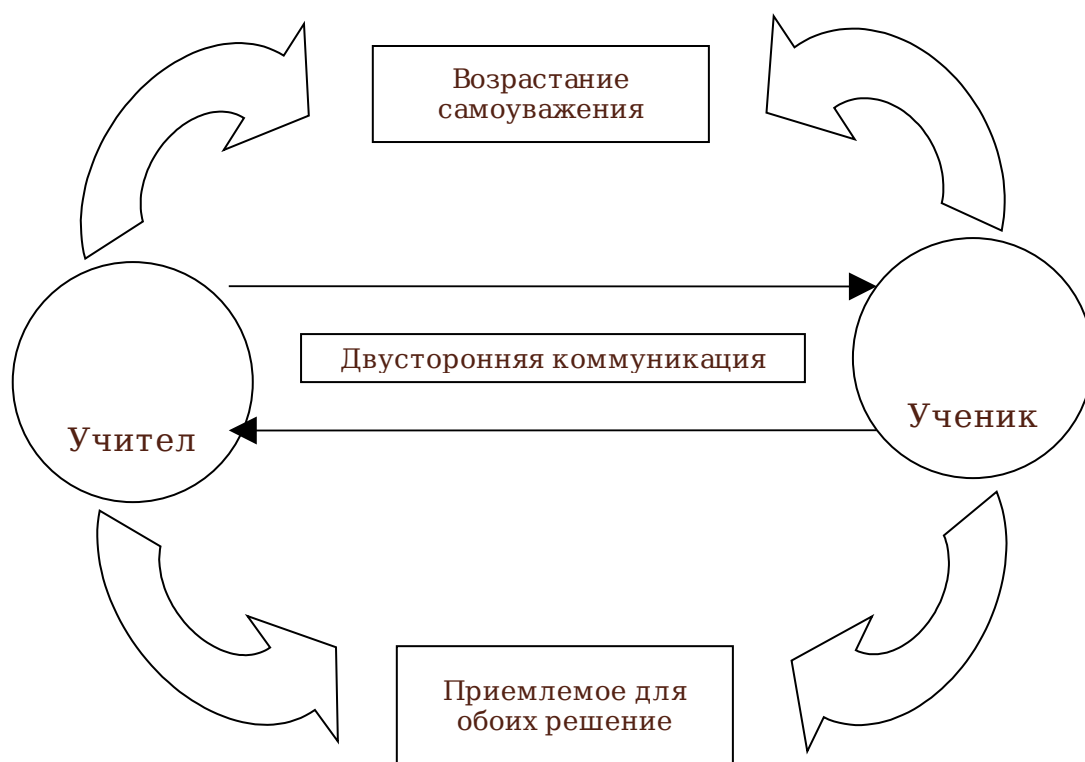 Возрастание
самоуважения
Двусторонняя коммуникация
Учител
Ученик
Приемлемое для
обоих решение